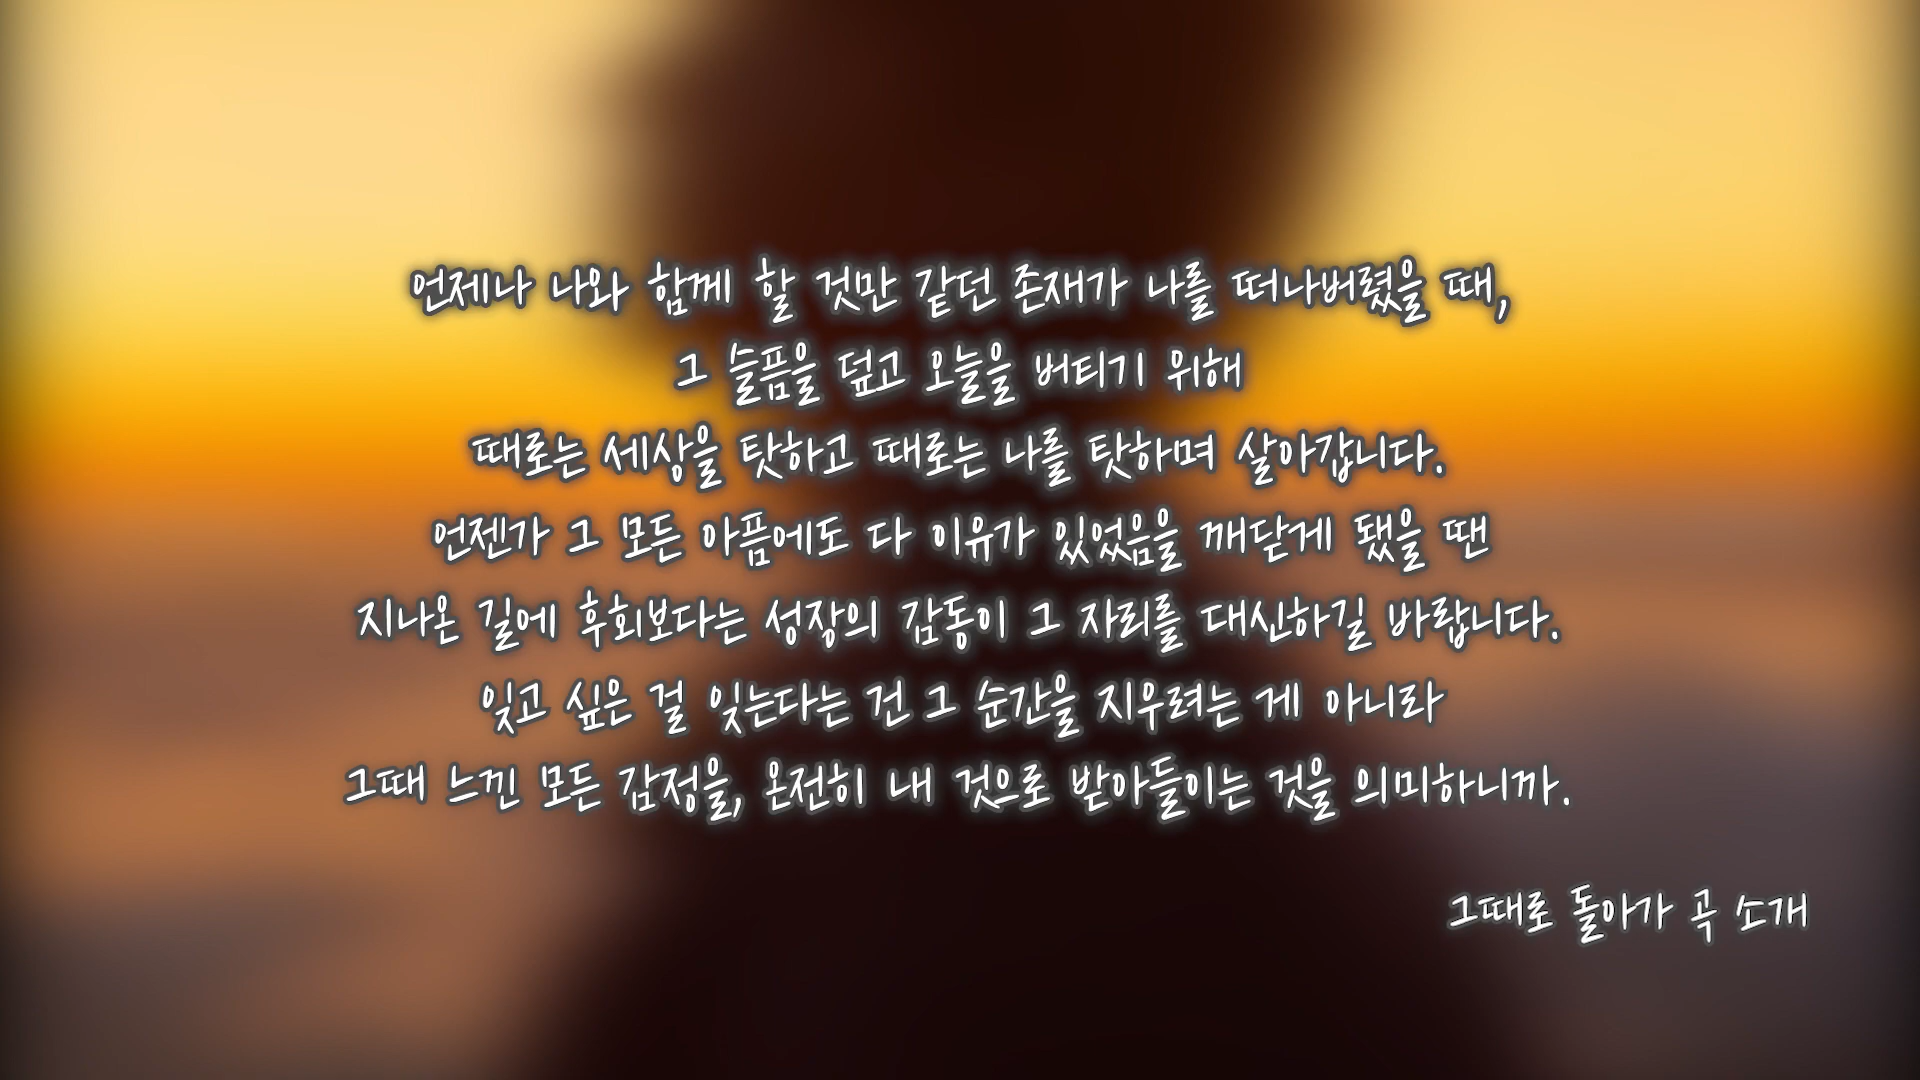 언제나 나와 함께 할 것만 같던 존재가 나를 떠나버렸을 때,
그 슬픔을 덮고 오늘을 버티기 위해
때로는 세상을 탓하고 때로는 나를 탓하며 살아갑니다.
언젠가 그 모든 아픔에도 다 이유가 있었음을 깨닫게 됐을 땐
지나온 길에 후회보다는 성장의 감동이 그 자리를 대신하길 바랍니다.
잊고 싶은 걸 잊는다는 건 그 순간을 지우려는 게 아니라
그때 느낀 모든 감정을, 온전히 내 것으로 받아들이는 것을 의미하니까.
그때로 돌아가 곡 소개